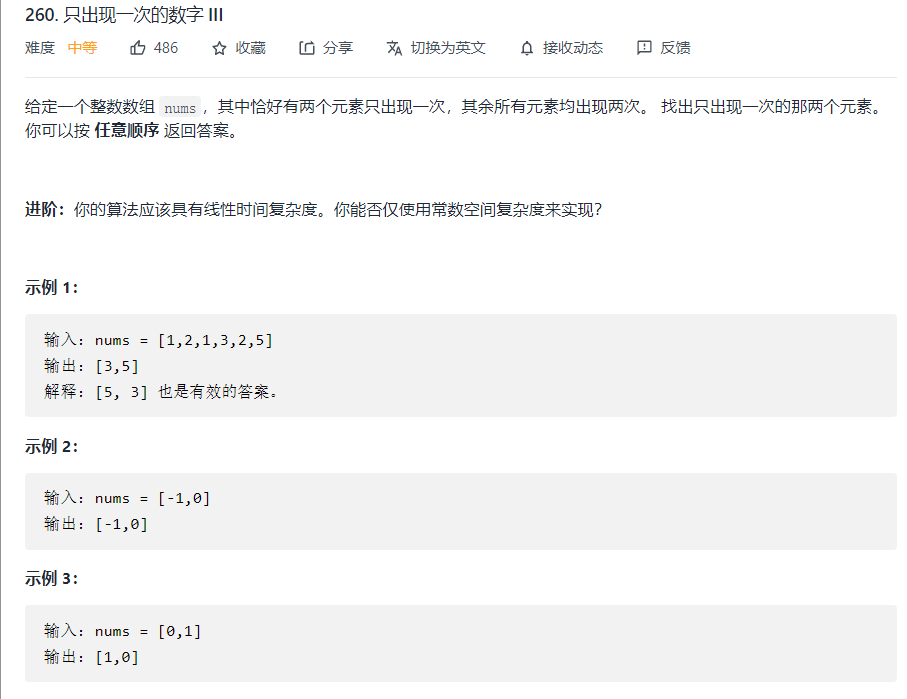 260. 只出现一次的数字 III
难度 中等 486 收藏 分享 切换为英文 接收动态 反馈
给定一个整数数组 nums，其中恰好有两个元素只出现一次，其余所有元素均出现两次。 找出只出现一次的那两个元素。
你可以按 任意顺序 返回答案。
进阶：你的算法应该具有线性时间复杂度。你能否仅使用常数空间复杂度来实现？
示例 1：
输入：nums = [1,2,1,3,2,5]
输出：[3,5]
解释：[5, 3] 也是有效的答案。
示例 2：
输入：nums = [-1,0]
输出：[-1,0]
示例 3：
输入：nums = [0,1]
输出：[1,0]